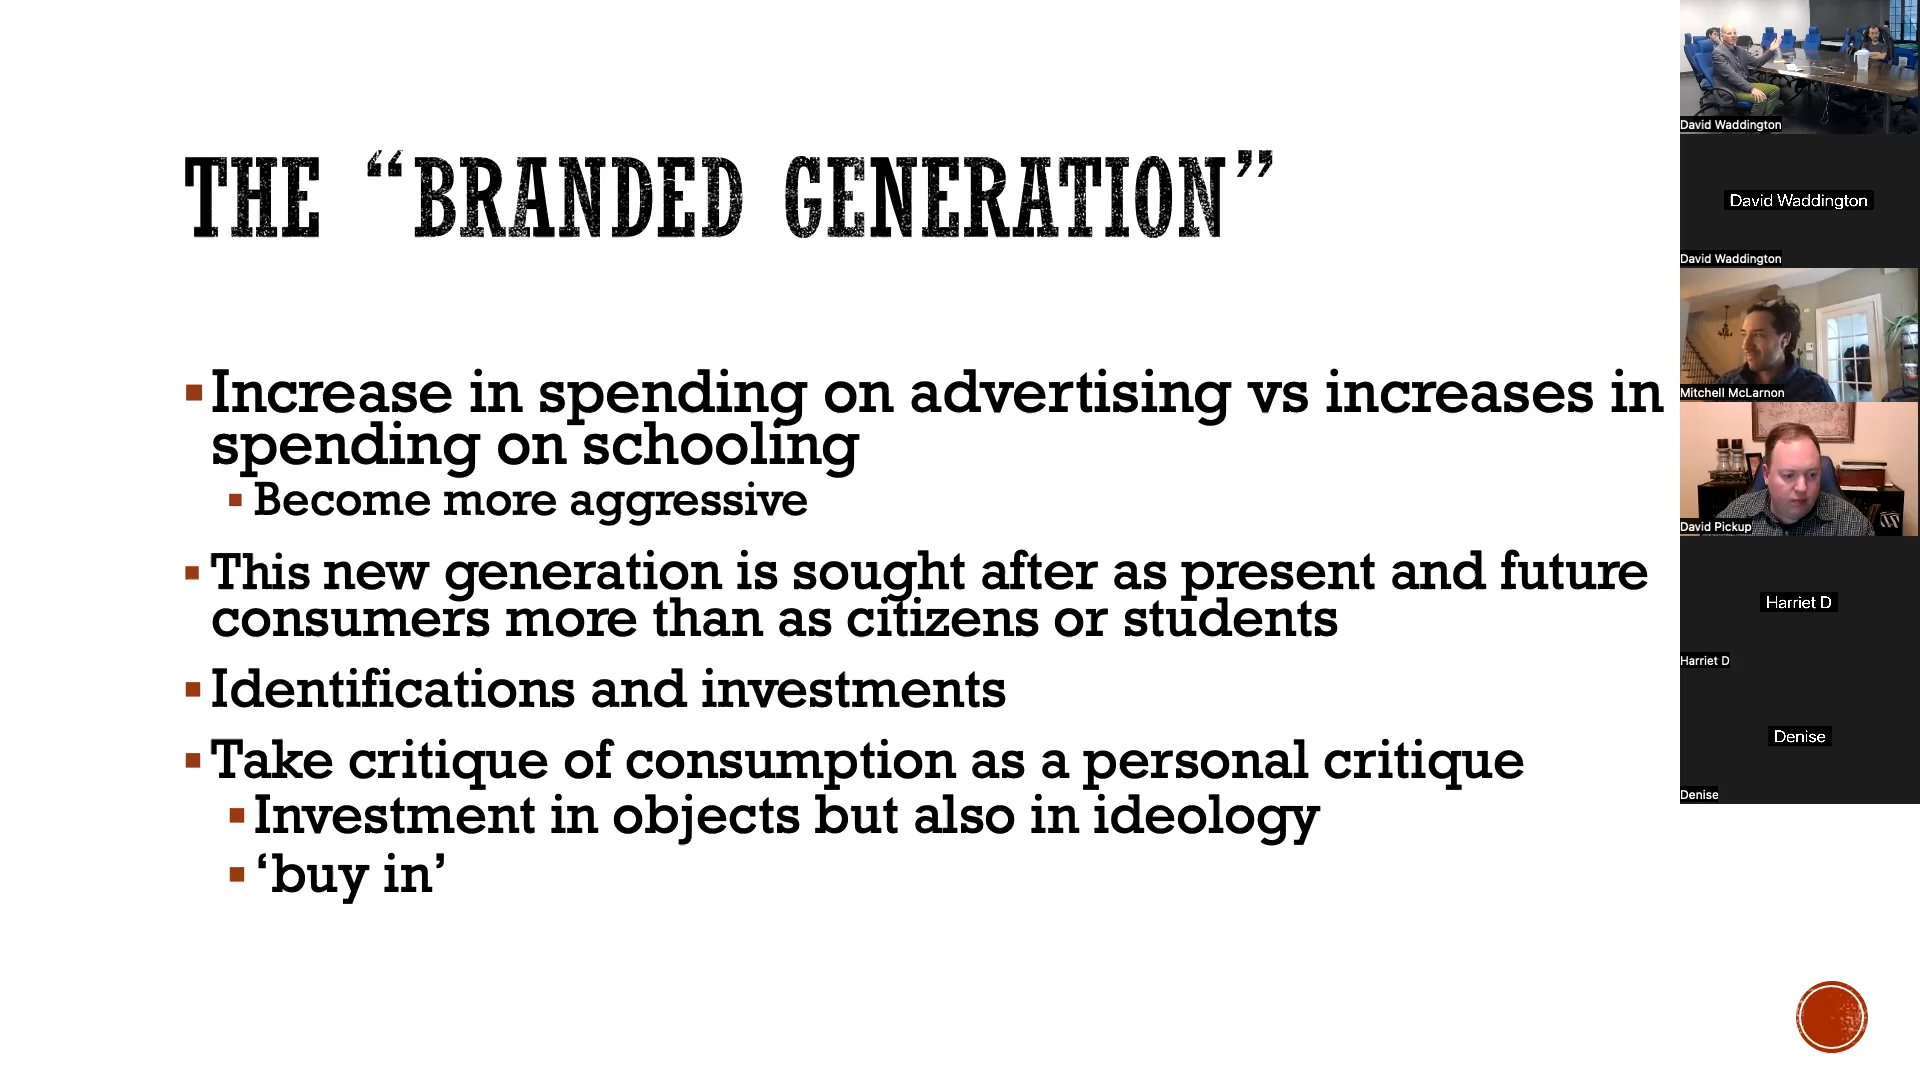 THE “BRANDED GENERATION”
▪Increase in spending on advertising vs increases in
spending on schooling
▪Become more aggressive
▪This new generation is sought after as present and future
consumers more than as citizens or students
▪Identifications and investments
▪Take critique of consumption as a personal critique
▪Investment in objects but also in ideology
▪‘buy in’
David Waddington
David Waddington
David Waddington
Mitchell McLarnon
David Pickup
Harriet D
Harriet D
Denise
Denise